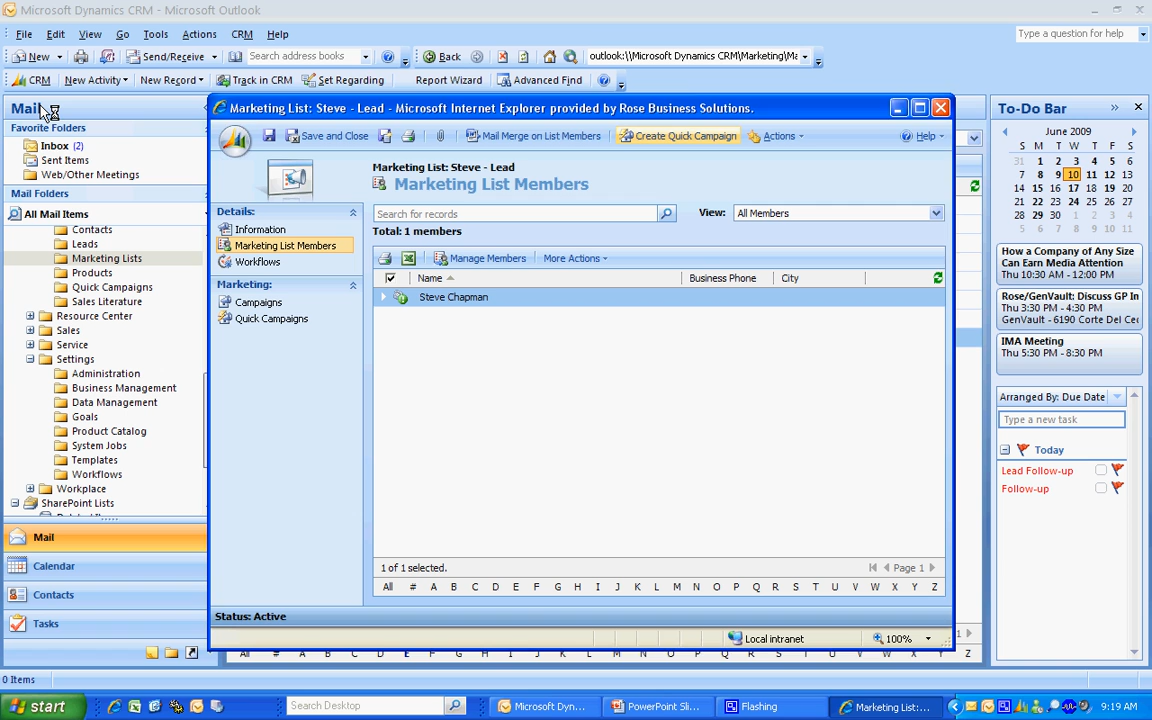 Microsoft Dynamics CRM - Microsoft Outlook
File Edit View Go Tools Actions CRM Help
Type a question for help
New Send/Receive Search address books Back outlook:\\Microsoft Dynamics CRM\Marketing\Ma
CRM New Activity New Record Track in CRM Set Regarding Report Wizard Advanced Find
Mail
Favorite Folders
Inbox (2)
Sent Items
Web/Other Meetings
Mail Folders
All Mail Items
Contacts
Leads
Marketing Lists
Products
Quick Campaigns
Sales Literature
Resource Center
Sales
Service
Settings
Administration
Business Management
Data Management
Goals
Product Catalog
System Jobs
Templates
Workflows
Workplace
SharePoint Lists
Mail
Calendar
Contacts
Tasks
0 Items
Marketing List: Steve - Lead - Microsoft Internet Explorer provided by Rose Business Solutions.
Save and Close Mail Merge on List Members Create Quick Campaign Actions Help
Marketing List: Steve - Lead
Marketing List Members
Details:
Information
Marketing List Members
Workflows
Marketing:
Campaigns
Quick Campaigns
Search for records View: All Members
Total: 1 members
Manage Members More Actions
Name Business Phone City
Steve Chapman
1 of 1 selected. Page 1
All # A B C D E F G H I J K L M N O P Q R S T U V W X Y Z
Status: Active
Local intranet 100%
All # A B C D E F G H I J K L M N O P Q R S T U V W X Y Z
To-Do Bar
June 2009
S M T W T F S
31 1 2 3 4 5 6
7 8 9 10 11 12 13
14 15 16 17 18 19 20
21 22 23 24 25 26 27
28 29 30 1 2 3 4
5 6 7 8 9 10 11
How a Company of Any Size
Can Earn Media Attention
Thu 10:30 AM - 12:00 PM
Rose/GenVault: Discuss GP In
Thu 3:30 PM - 4:30 PM
GenVault - 6190 Corte Del Ce
IMA Meeting
Thu 5:30 PM - 8:30 PM
Arranged By: Due Date
Type a new task
Today
Lead Follow-up
Follow-up
start Search Desktop Microsoft Dyn... PowerPoint Sli... Flashing Marketing List:... 9:19 AM